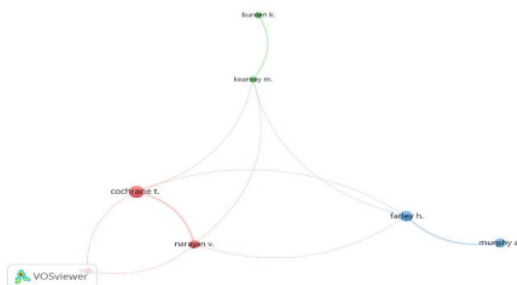 burden k.
kearney m.
cochrane t.
farley h.
narayan v.
murphy a
VOSviewer